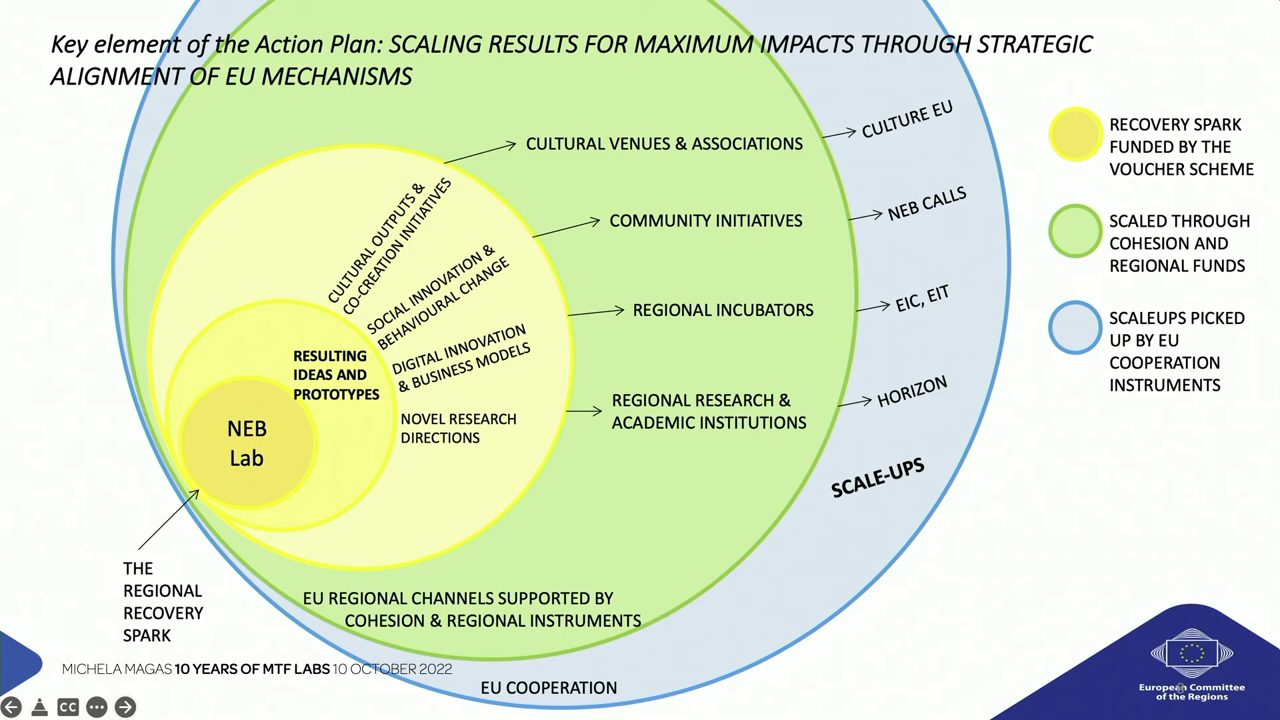 Key element of the Action Plan: SCALING RESULTS FOR MAXIMUM IMPACTS THROUGH STRATEGIC
ALIGNMENT OF EU MECHANISMS
CULTURAL VENUES & ASSOCIATIONS
COMMUNITY INITIATIVES
REGIONAL INCUBATORS
REGIONAL RESEARCH &
ACADEMIC INSTITUTIONS
CULTURE EU
NEB CALLS
EIC, EIT
HORIZON
SCALE-UPS
CULTURAL OUTPUTS &
CO-CREATION INITIATIVES
SOCIAL INNOVATION &
BEHAVIOURAL CHANGE
DIGITAL INNOVATION
& BUSINESS MODELS
NOVEL RESEARCH
DIRECTIONS
RESULTING
IDEAS AND
PROTOTYPES
NEB
Lab
THE
REGIONAL
RECOVERY
SPARK
EU REGIONAL CHANNELS SUPPORTED BY
COHESION & REGIONAL INSTRUMENTS
EU COOPERATION
RECOVERY SPARK
FUNDED BY THE
VOUCHER SCHEME
SCALED THROUGH
COHESION AND
REGIONAL FUNDS
SCALEUPS PICKED
UP BY EU
COOPERATION
INSTRUMENTS
MICHELA MAGAS 10 YEARS OF MTF LABS 10 OCTOBER 2022
CC
European Committee
of the Regions